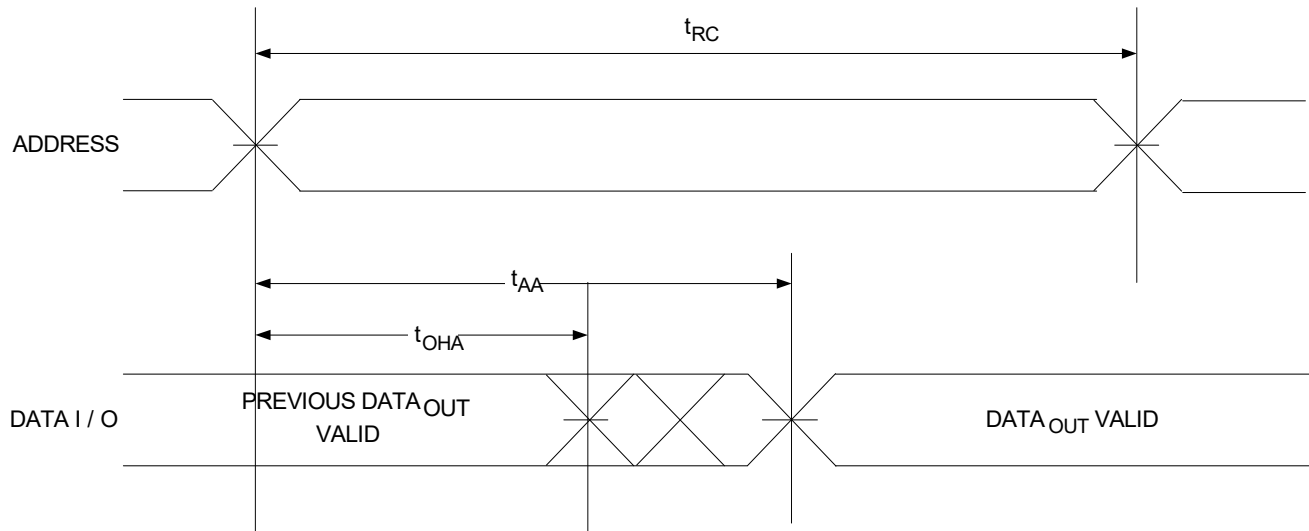 tRC
ADDRESS
tAA
tOHA
DATA I / O
PREVIOUS DATA OUT
VALID
DATA OUT VALID